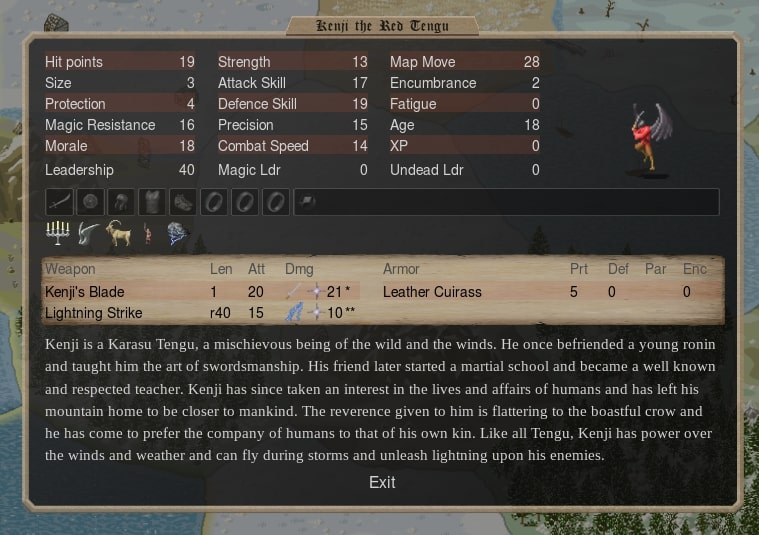 Kenji the Red Tengu
Hit points 19 Strength 13 Map Move 28
Size 3 Attack Skill 17 Encumbrance 2
Protection 4 Defence Skill 19 Fatigue 0
Magic Resistance 16 Precision 15 Age 18
Morale 18 Combat Speed 14 XP 0
Leadership 40 Magic Ldr 0 Undead Ldr 0
Weapon Len Att Dmg Armor Prt Def Par Enc
Kenji's Blade 1 20 21 * Leather Cuirass 5 0 0
Lightning Strike r40 15 10 **
Kenji is a Karasu Tengu, a mischievous being of the wild and the winds. He once befriended a young ronin
and taught him the art of swordsmanship. His friend later started a martial school and became a well known
and respected teacher. Kenji has since taken an interest in the lives and affairs of humans and has left his
mountain home to be closer to mankind. The reverence given to him is flattering to the boastful crow and
he has come to prefer the company of humans to that of his own kin. Like all Tengu, Kenji has power over
the winds and weather and can fly during storms and unleash lightning upon his enemies.
Exit